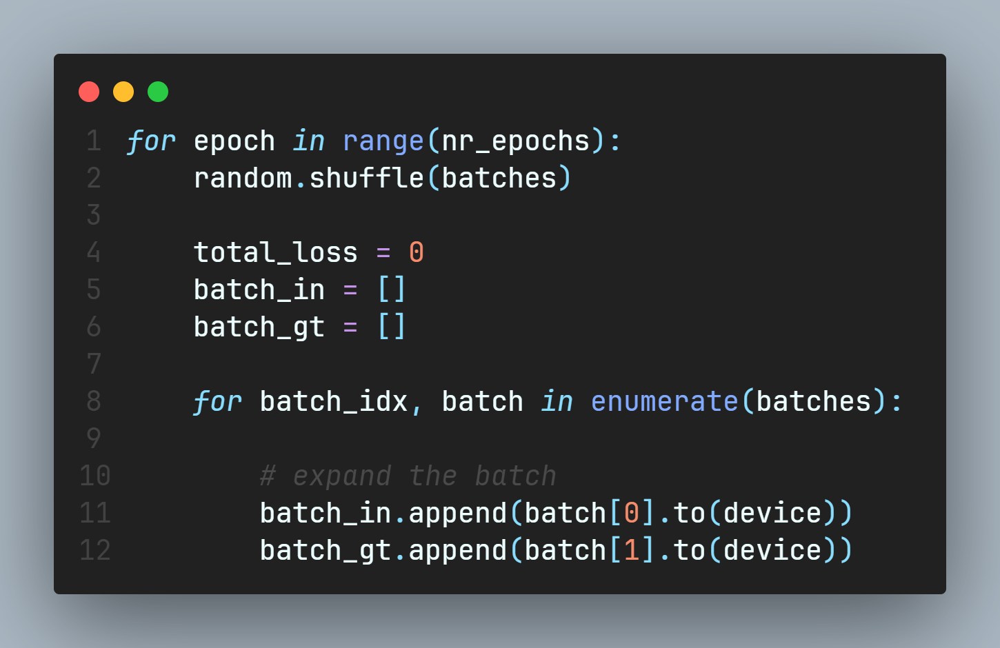 1 for epoch in range(nr_epochs):
2     random.shuffle(batches)
3
4     total_loss = 0
5     batch_in = []
6     batch_gt = []
7
8     for batch_idx, batch in enumerate(batches):
9
10         # expand the batch
11         batch_in.append(batch[0].to(device))
12         batch_gt.append(batch[1].to(device))